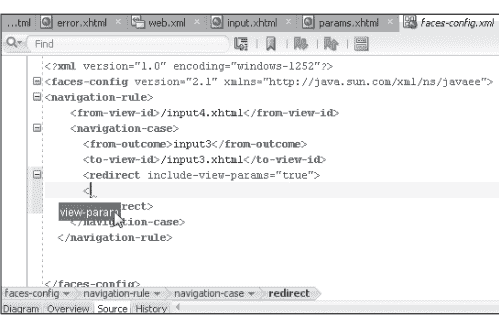 ...tml error.xhtml web.xml input.xhtml params.xhtml faces-config.xml
Find
<?xml version="1.0" encoding="windows-1252"?>
<faces-config version="2.1" xmlns="http://java.sun.com/xml/ns/javaee">
<navigation-rule>
<from-view-id>/input4.xhtml</from-view-id>
<navigation-case>
<from-outcome>input3</from-outcome>
<to-view-id>/input3.xhtml</to-view-id>
<redirect include-view-params="true">
<
view-param rect>
</navigation-case>
</navigation-rule>
</faces-config>
faces-config navigation-rule navigation-case redirect
Diagram Overview Source History